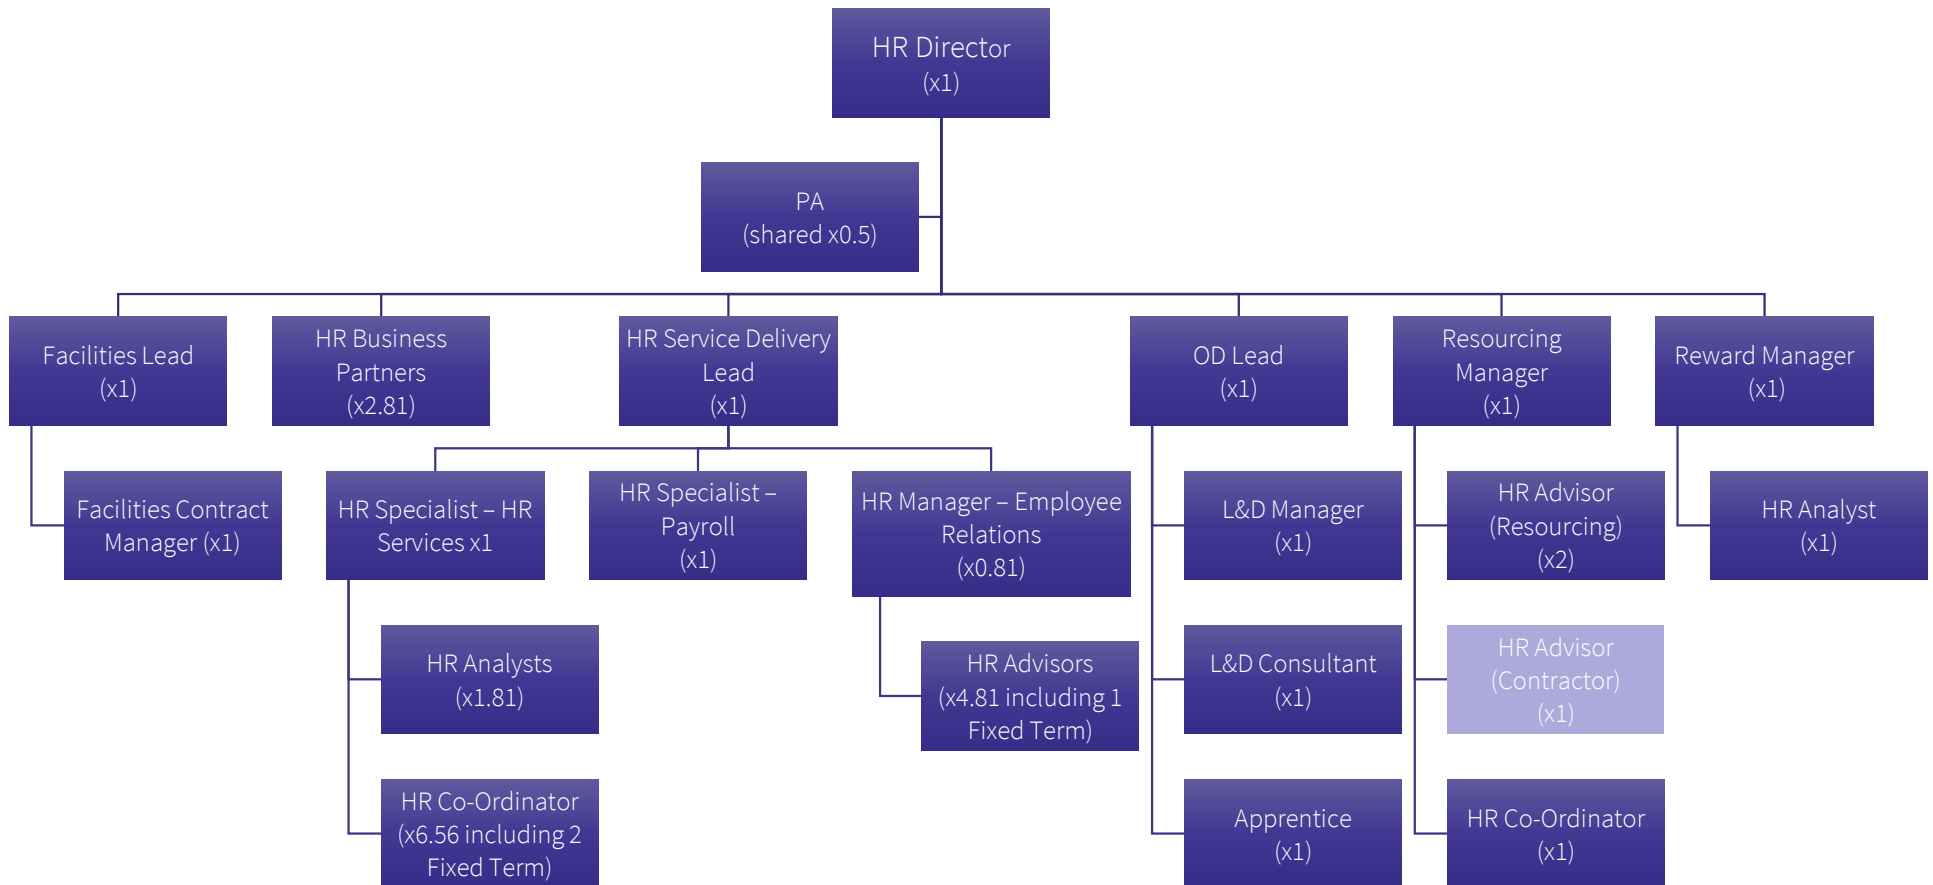 HR Director
(x1)
PA
(shared x0.5)
Facilities Lead
(x1)
HR Business
Partners
(x2.81)
HR Service Delivery
Lead
(x1)
OD Lead
(x1)
Resourcing
Manager
(x1)
Reward Manager
(x1)
Facilities Contract
Manager (x1)
HR Specialist – HR
Services x1
HR Specialist –
Payroll
(x1)
HR Manager – Employee
Relations
(x0.81)
L&D Manager
(x1)
HR Advisor
(Resourcing)
(x2)
HR Analyst
(x1)
HR Analysts
(x1.81)
HR Advisors
(x4.81 including 1
Fixed Term)
L&D Consultant
(x1)
HR Advisor
(Contractor)
(x1)
HR Co-Ordinator
(x6.56 including 2
Fixed Term)
Apprentice
(x1)
HR Co-Ordinator
(x1)